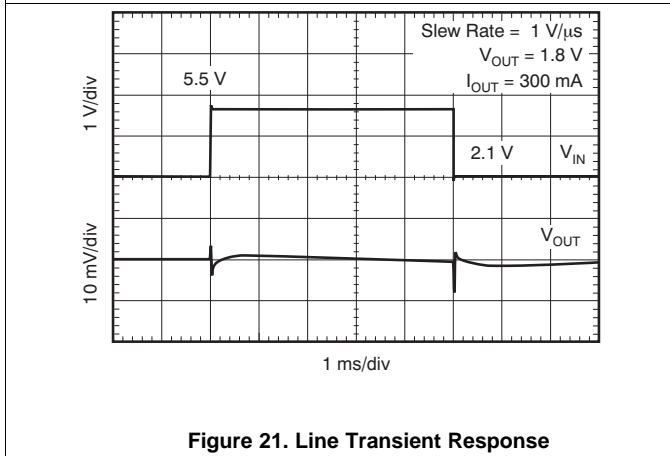 Slew Rate = 1 V/μs
V_OUT = 1.8 V
I_OUT = 300 mA
5.5 V
1 V/div
2.1 V
V_IN
V_OUT
10 mV/div
1 ms/div
Figure 21. Line Transient Response